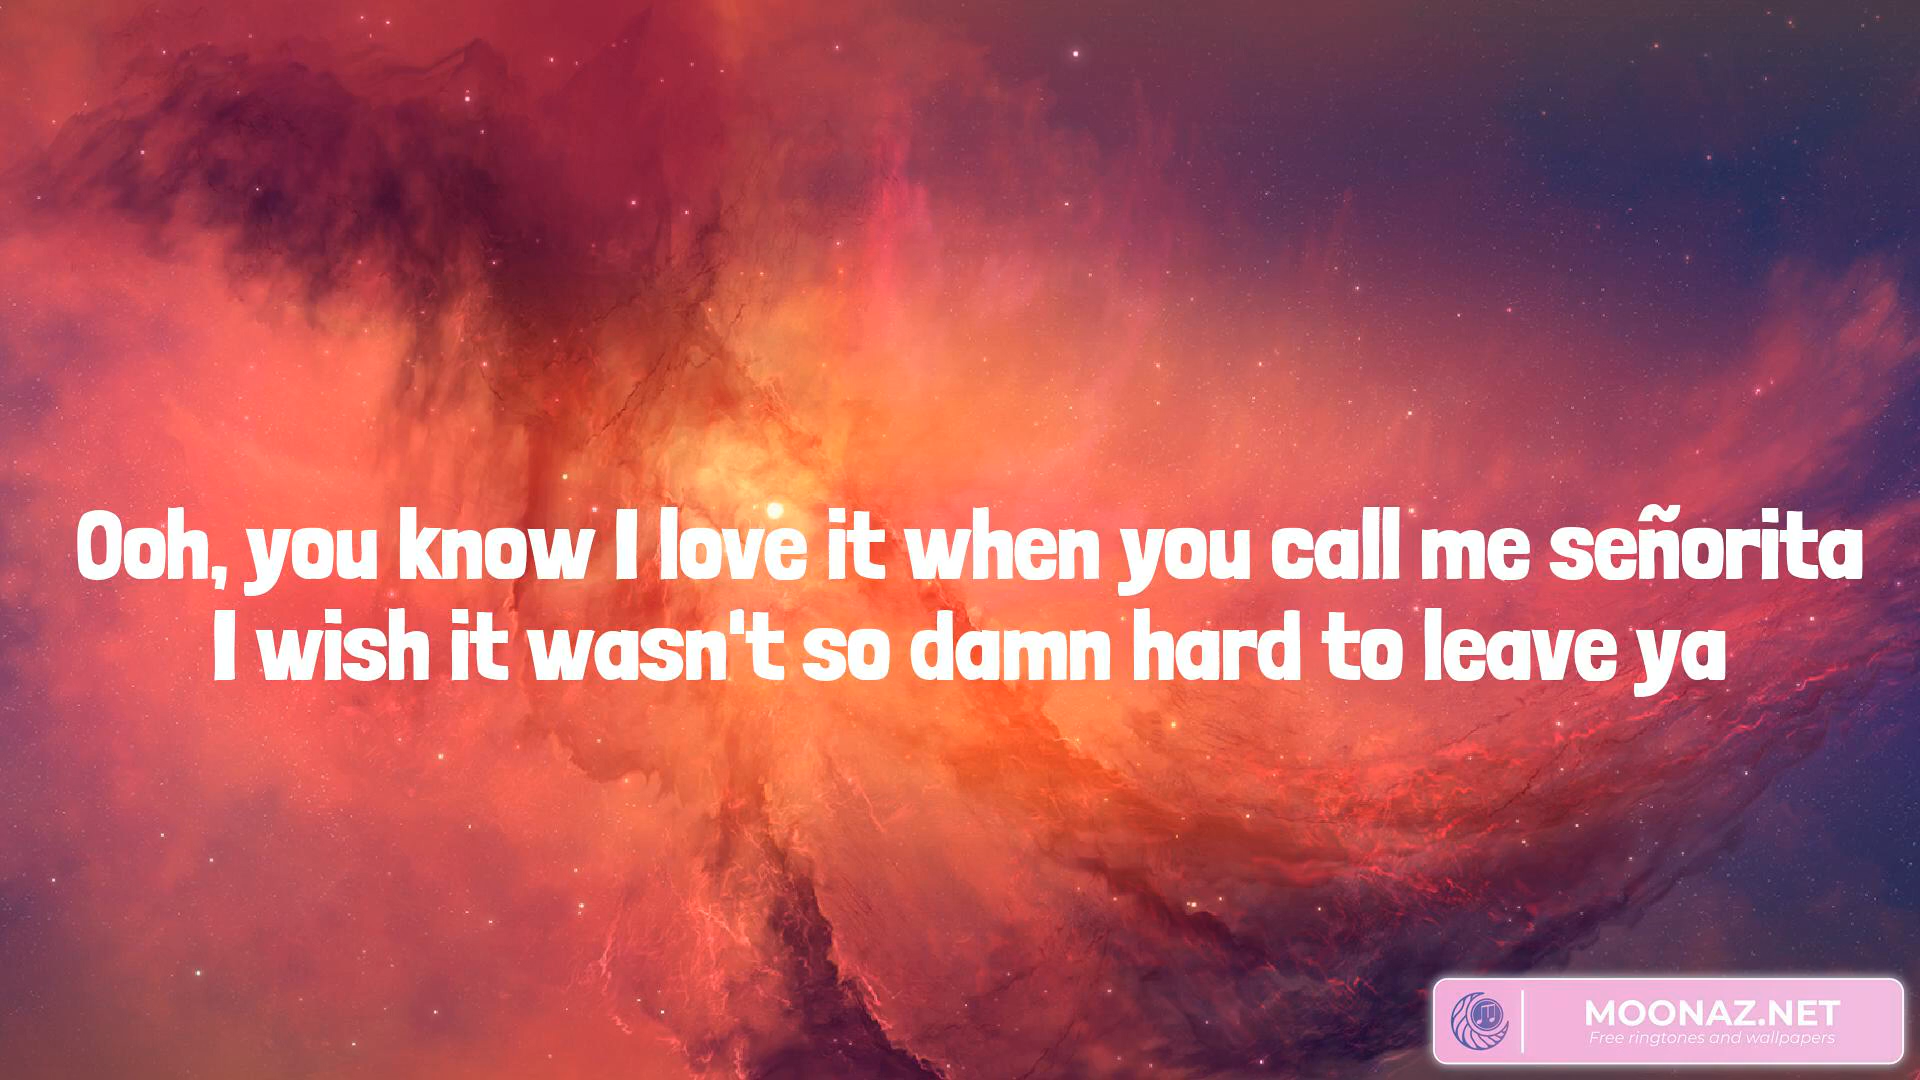 Ooh, you know I love it when you call me señorita
I wish it wasn't so damn hard to leave ya
MOONAZ.NET
Free ringtones and wallpapers